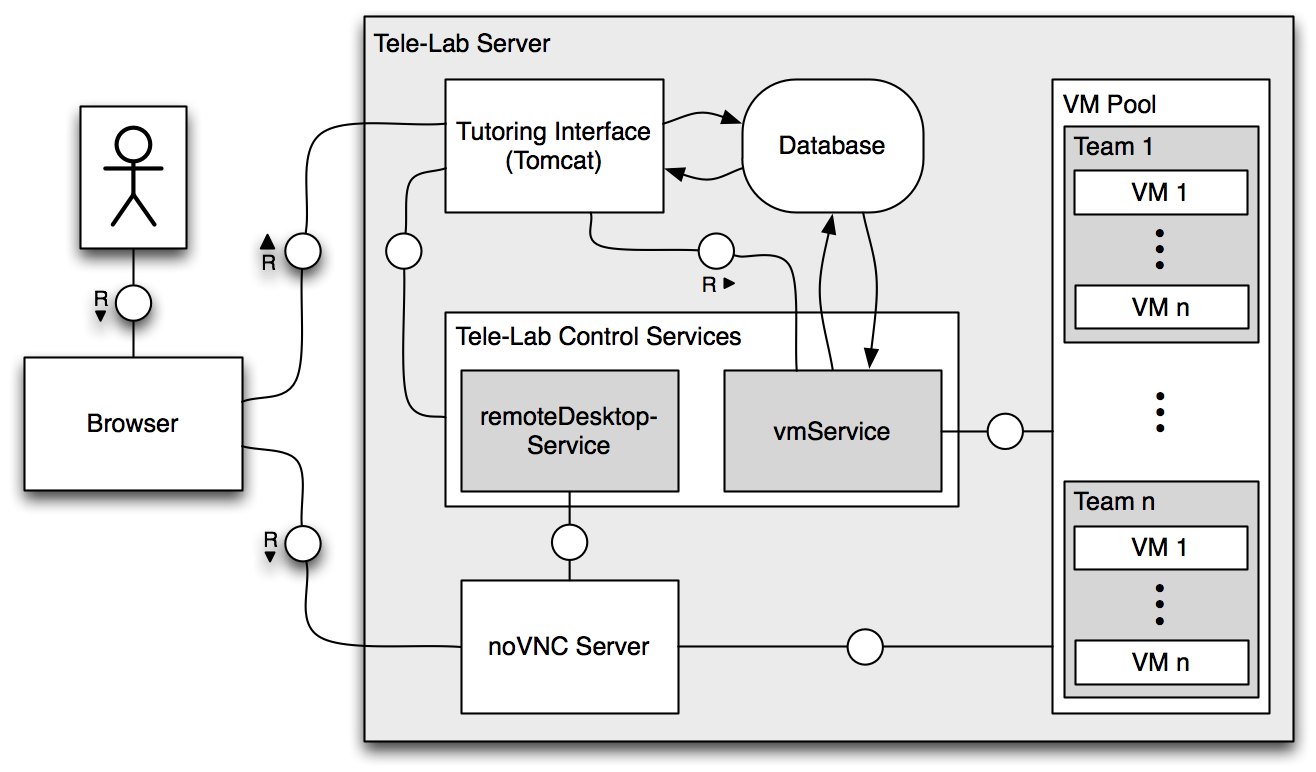 Tele-Lab Server
Tutoring Interface
(Tomcat)
Database
VM Pool
Team 1
VM 1
VM n
R
R
R
Tele-Lab Control Services
remoteDesktop-
Service
vmService
Browser
Team n
VM 1
VM n
R
noVNC Server